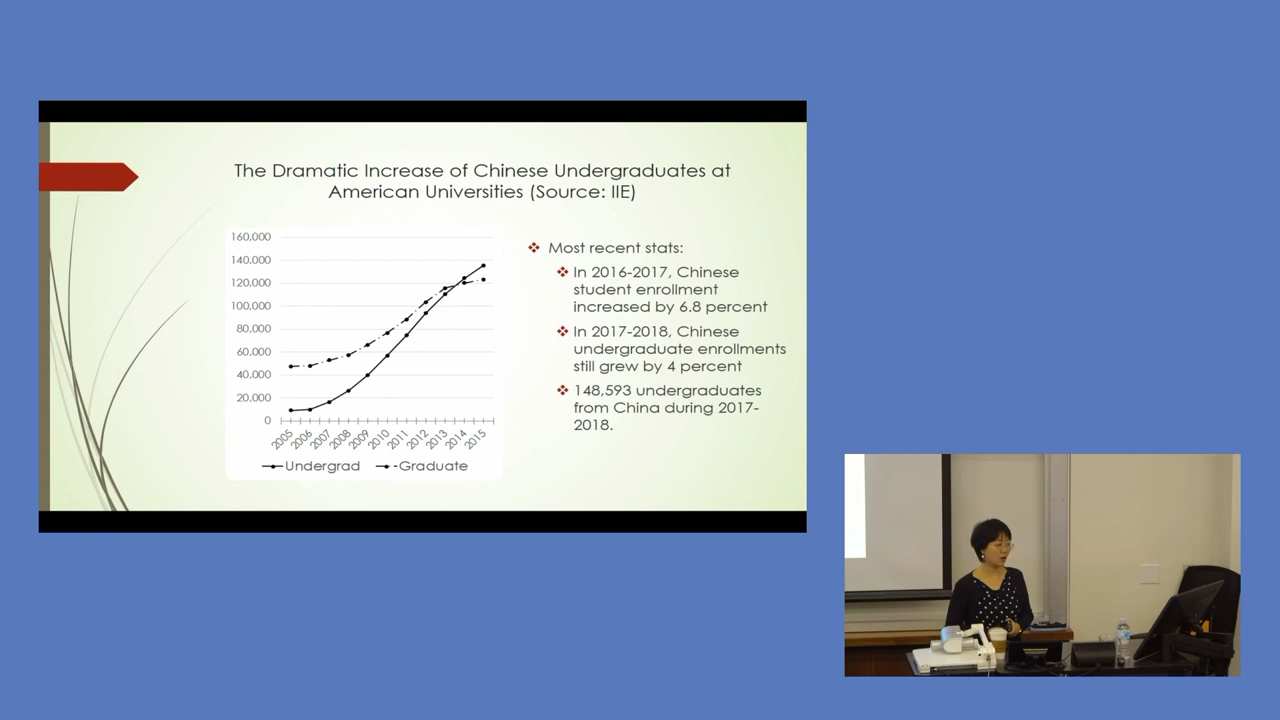 The Dramatic Increase of Chinese Undergraduates at
American Universities (Source: IIE)
160,000
140,000
120,000
100,000
80,000
60,000
40,000
20,000
0
2005 2006 2007 2008 2009 2010 2011 2012 2013 2014 2015
Undergrad Graduate
Most recent stats:
In 2016-2017, Chinese
student enrollment
increased by 6.8 percent
In 2017-2018, Chinese
undergraduate enrollments
still grew by 4 percent
148,593 undergraduates
from China during 2017-
2018.